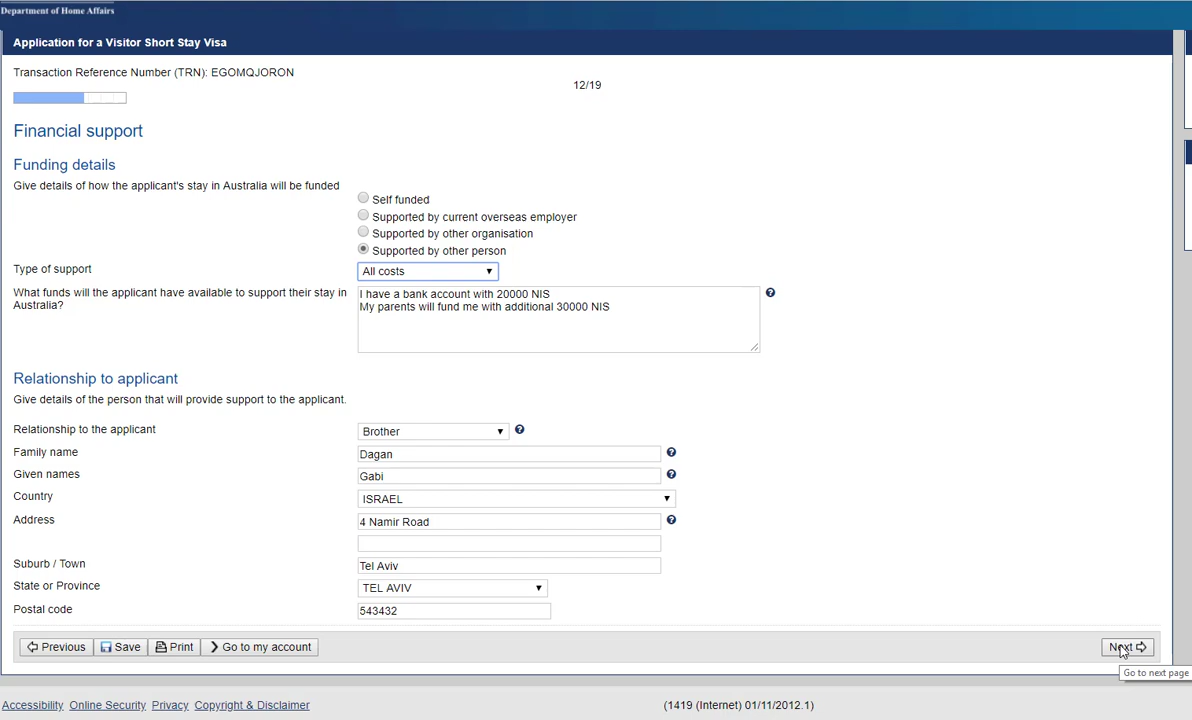 Department of Home Affairs
Application for a Visitor Short Stay Visa
Transaction Reference Number (TRN): EGOMQJORON
12/19
Financial support
Funding details
Give details of how the applicant's stay in Australia will be funded
Self funded
Supported by current overseas employer
Supported by other organisation
Supported by other person
Type of support All costs
What funds will the applicant have available to support their stay in
Australia?
I have a bank account with 20000 NIS
My parents will fund me with additional 30000 NIS
Relationship to applicant
Give details of the person that will provide support to the applicant.
Relationship to the applicant Brother
Family name Dagan
Given names Gabi
Country ISRAEL
Address 4 Namir Road
Suburb / Town Tel Aviv
State or Province TEL AVIV
Postal code 543432
Previous Save Print Go to my account Next
Go to next page
Accessibility Online Security Privacy Copyright & Disclaimer (1419 (Internet) 01/11/2012.1)